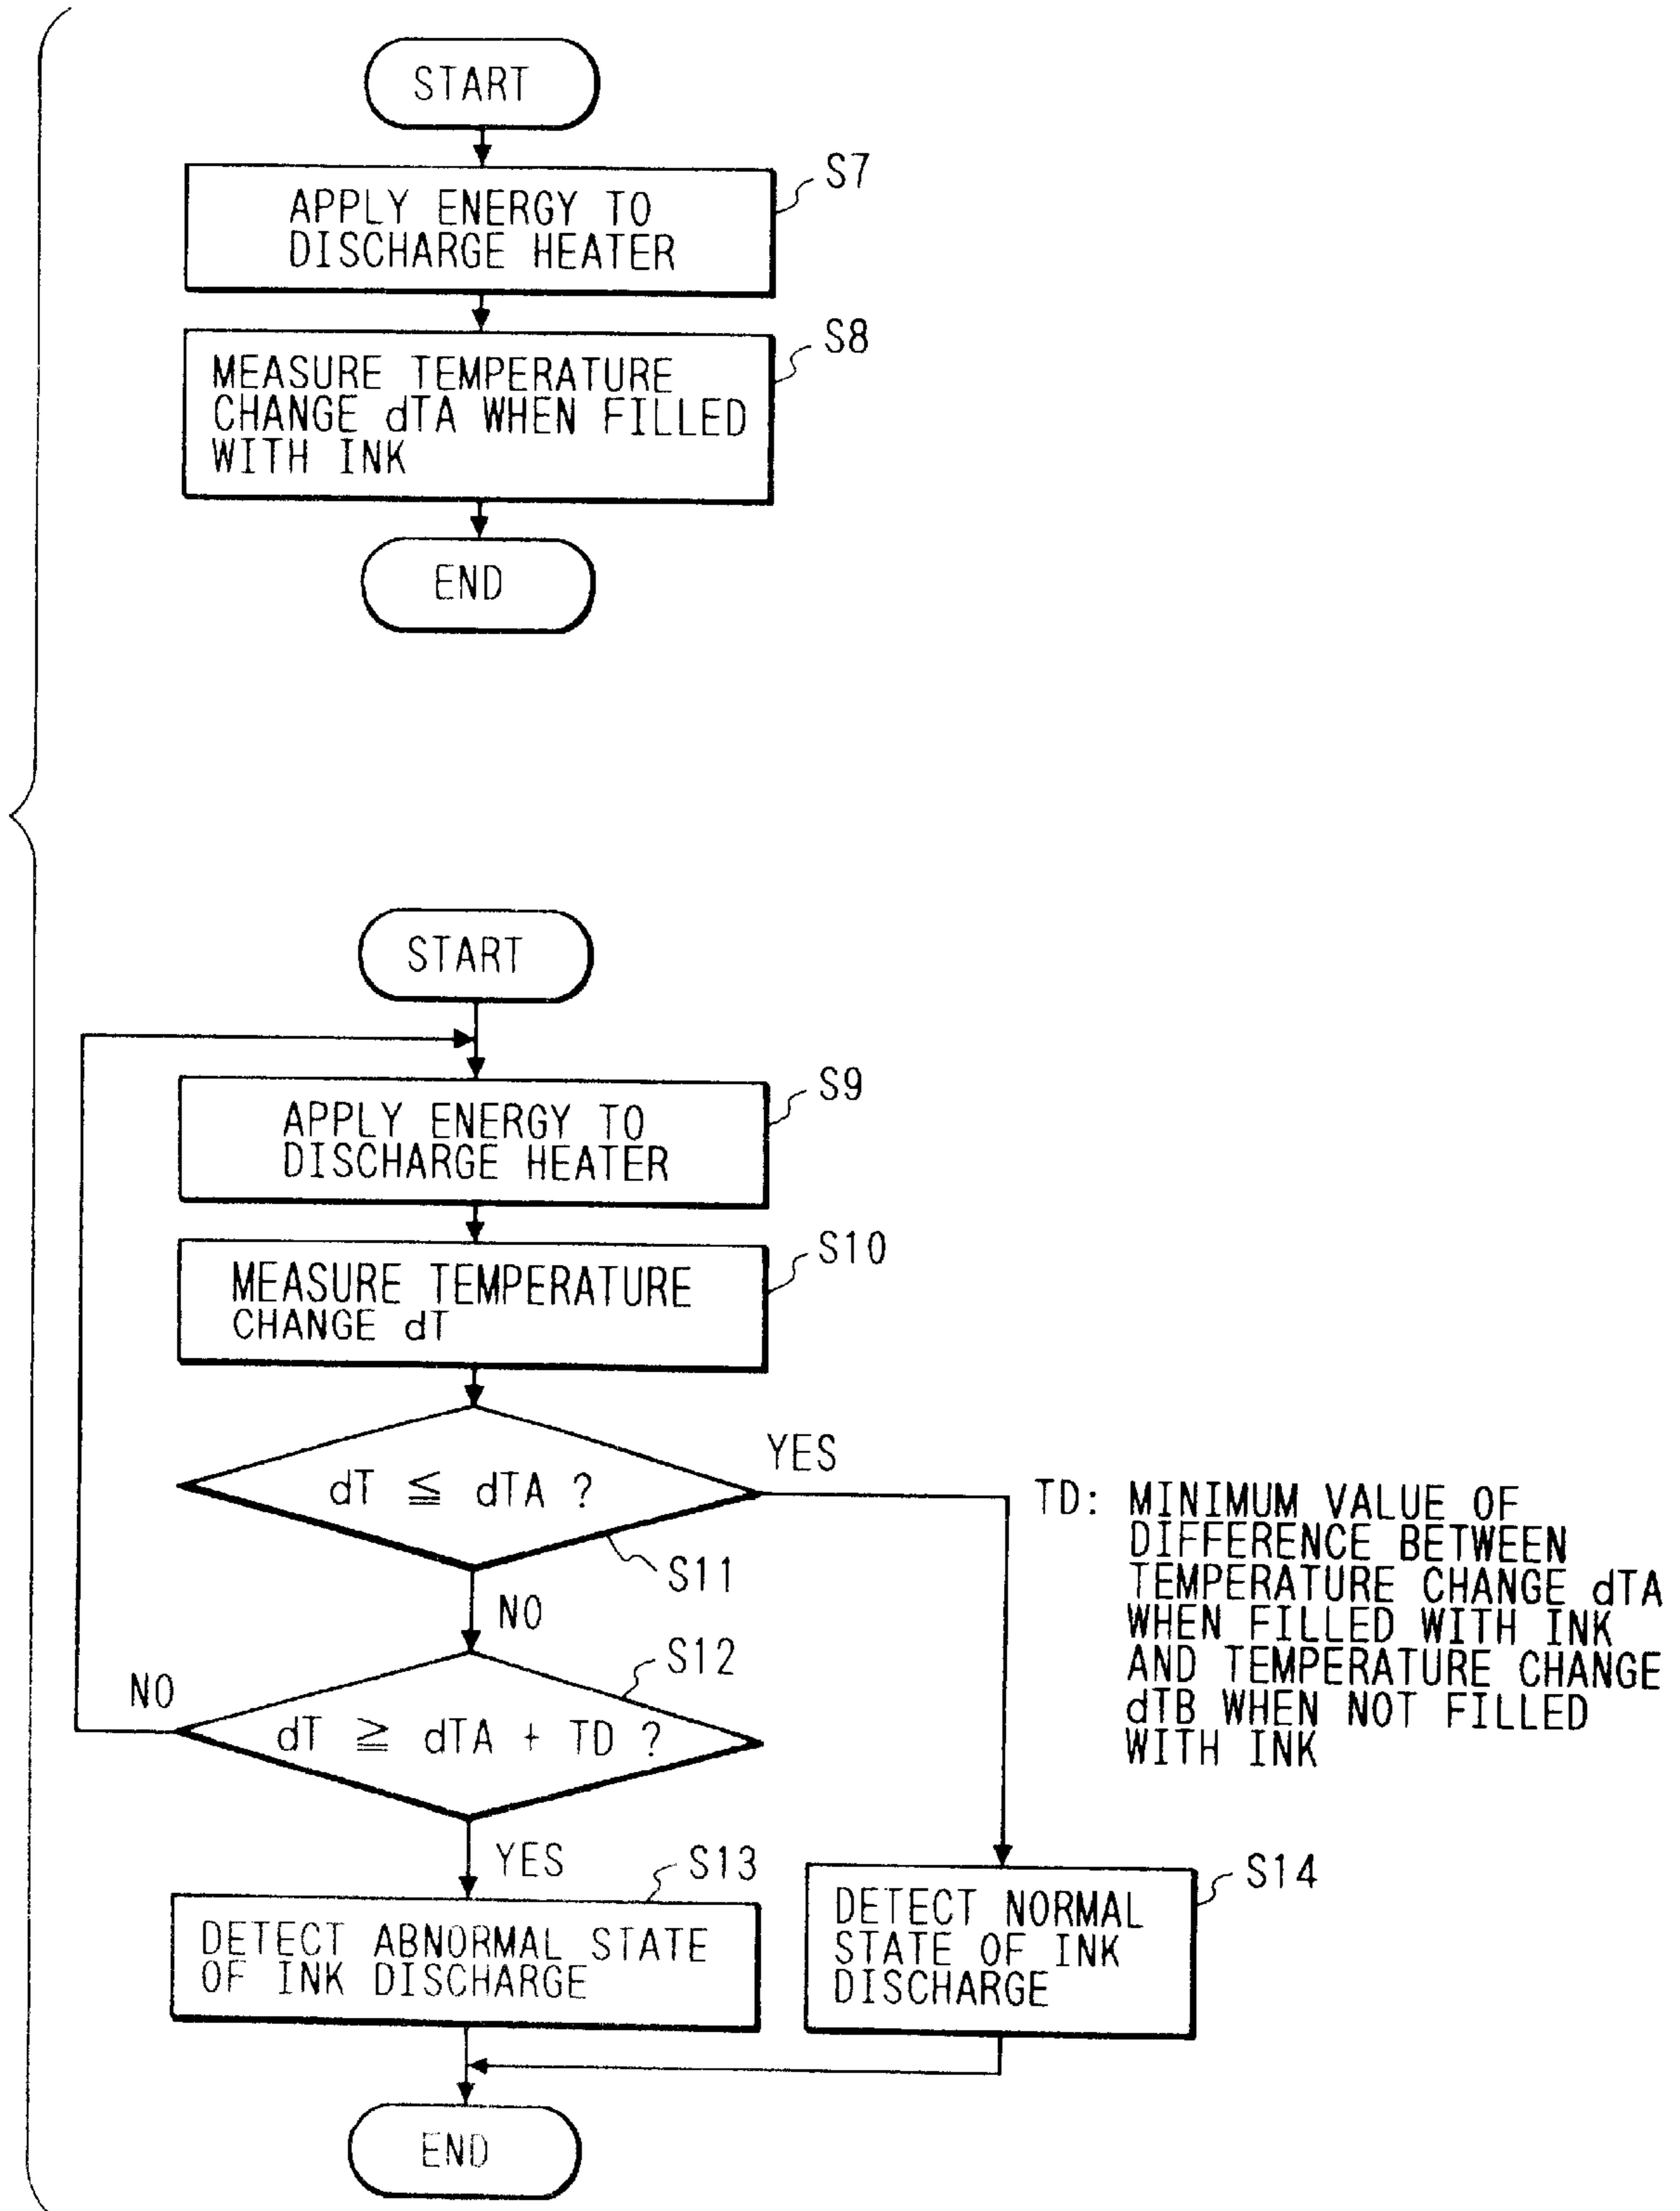 START
S7
APPLY ENERGY TO
DISCHARGE HEATER
S8
MEASURE TEMPERATURE
CHANGE dTA WHEN FILLED
WITH INK
END
START
S9
APPLY ENERGY TO
DISCHARGE HEATER
S10
MEASURE TEMPERATURE
CHANGE dT
dT ≦ dTA ?
YES
S11
NO
TD: MINIMUM VALUE OF
DIFFERENCE BETWEEN
TEMPERATURE CHANGE dTA
WHEN FILLED WITH INK
AND TEMPERATURE CHANGE
dTB WHEN NOT FILLED
WITH INK
S12
NO
dT ≧ dTA + TD ?
YES
S13
DETECT ABNORMAL STATE
OF INK DISCHARGE
S14
DETECT NORMAL
STATE OF INK
DISCHARGE
END